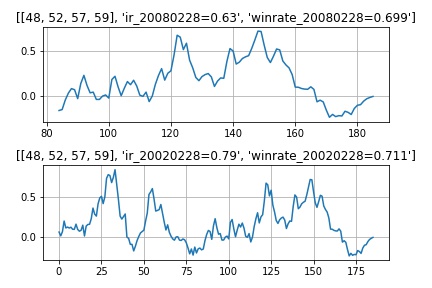 [[48, 52, 57, 59], 'ir_20080228=0.63', 'winrate_20080228=0.699']
0.5
0.0
80 100 120 140 160 180
[[48, 52, 57, 59], 'ir_20020228=0.79', 'winrate_20020228=0.711']
0.5
0.0
0 25 50 75 100 125 150 175